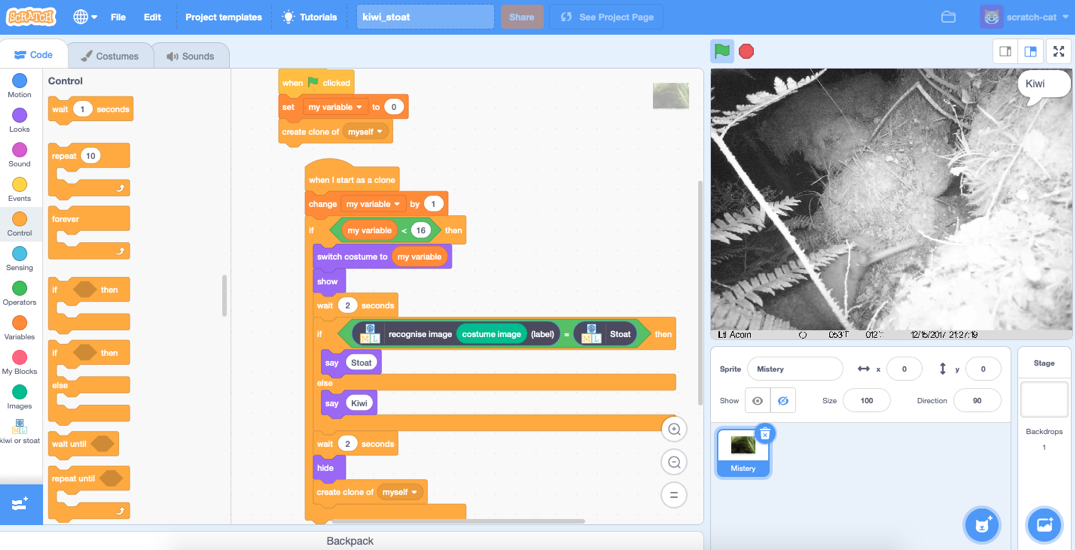 SCRATCH File Edit Project templates Tutorials kiwi_stoat Share See Project Page scratch-cat
Code Costumes Sounds
Motion
Looks
Sound
Events
Control
Sensing
Operators
Variables
My Blocks
Images
kiwi or stoat
Control
wait 1 seconds
repeat 10
forever
if then
if then
else
wait until
repeat until
when clicked
set my variable to 0
create clone of myself
when I start as a clone
change my variable by 1
if my variable < 16 then
switch costume to my variable
show
wait 2 seconds
if recognise image costume image (label) = Stoat then
say Stoat
else
say Kiwi
wait 2 seconds
hide
create clone of myself
Backpack
Kiwi
12/15/2017 21:27:19
Sprite Mistery x 0 y 0
Show Size 100 Direction 90
Mistery
Stage
Backdrops
1